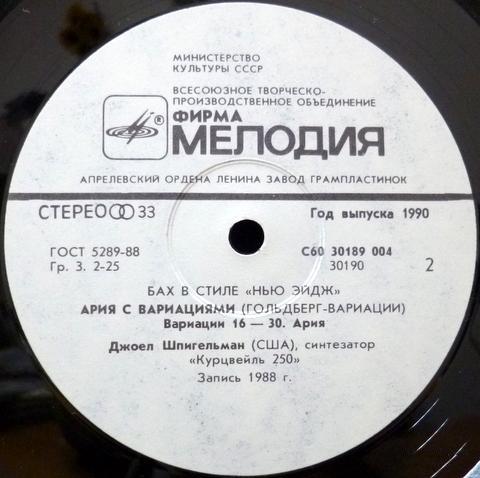 МИНИСТЕРСТВО
КУЛЬТУРЫ СССР
ВСЕСОЮЗНОЕ ТВОРЧЕСКО-
ПРОИЗВОДСТВЕННОЕ ОБЪЕДИНЕНИЕ
ФИРМА
® МЕЛОДИЯ
АПРЕЛЕВСКИЙ ОРДЕНА ЛЕНИНА ЗАВОД ГРАМПЛАСТИНОК
СТЕРЕО 33
Год выпуска 1990
ГОСТ 5289-88
С60 30189 004
Гр. 3. 2-25
30190
2
БАХ В СТИЛЕ «НЬЮ ЭЙДЖ»
АРИЯ С ВАРИАЦИЯМИ (ГОЛЬДБЕРГ-ВАРИАЦИИ)
Вариации 16 — 30. Ария
Джоел Шпигельман (США), синтезатор
«Курцвейль 250»
Запись 1988 г.